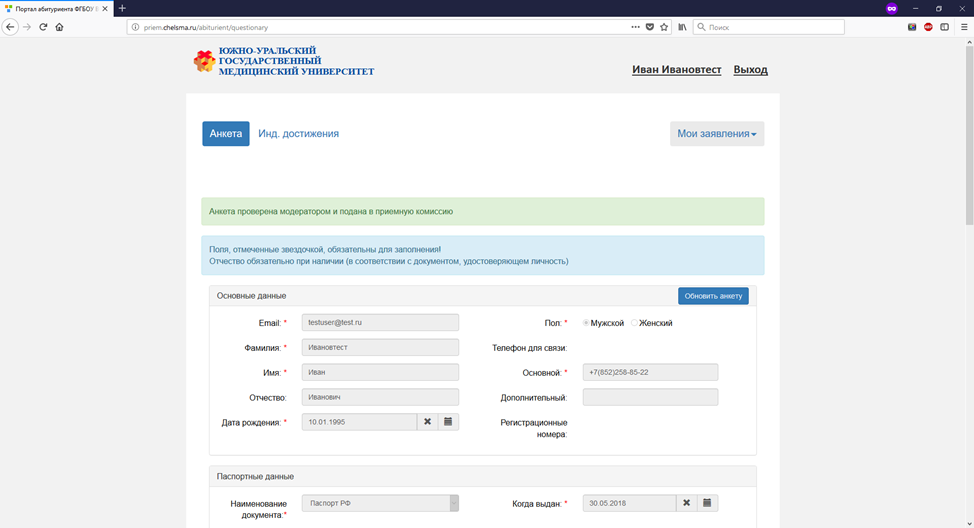 Портал абитуриента ФГБОУ В
priem.chelsma.ru/abiturient/questionary
Поиск
ABP
ЮЖНО-УРАЛЬСКИЙ
ГОСУДАРСТВЕННЫЙ
МЕДИЦИНСКИЙ УНИВЕРСИТЕТ
Иван Ивановтест Выход
Анкета Инд. достижения Мои заявления
Анкета проверена модератором и подана в приемную комиссию
Поля, отмеченные звездочкой, обязательны для заполнения!
Отчество обязательно при наличии (в соответствии с документом, удостоверяющем личность)
Основные данные Обновить анкету
Email: * testuser@test.ru Пол: * Мужской Женский
Фамилия: * Ивановтест Телефон для связи:
Имя: * Иван Основной: * +7(852)258-85-22
Отчество: Иванович Дополнительный:
Дата рождения: * 10.01.1995 Регистрационные
номера:
Паспортные данные
Наименование Паспорт РФ Когда выдан: * 30.05.2018
документа:*